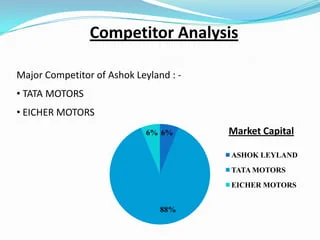 Competitor Analysis
Major Competitor of Ashok Leyland : -
• TATA MOTORS
• EICHER MOTORS
6% 6%
Market Capital
ASHOK LEYLAND
TATA MOTORS
EICHER MOTORS
88%